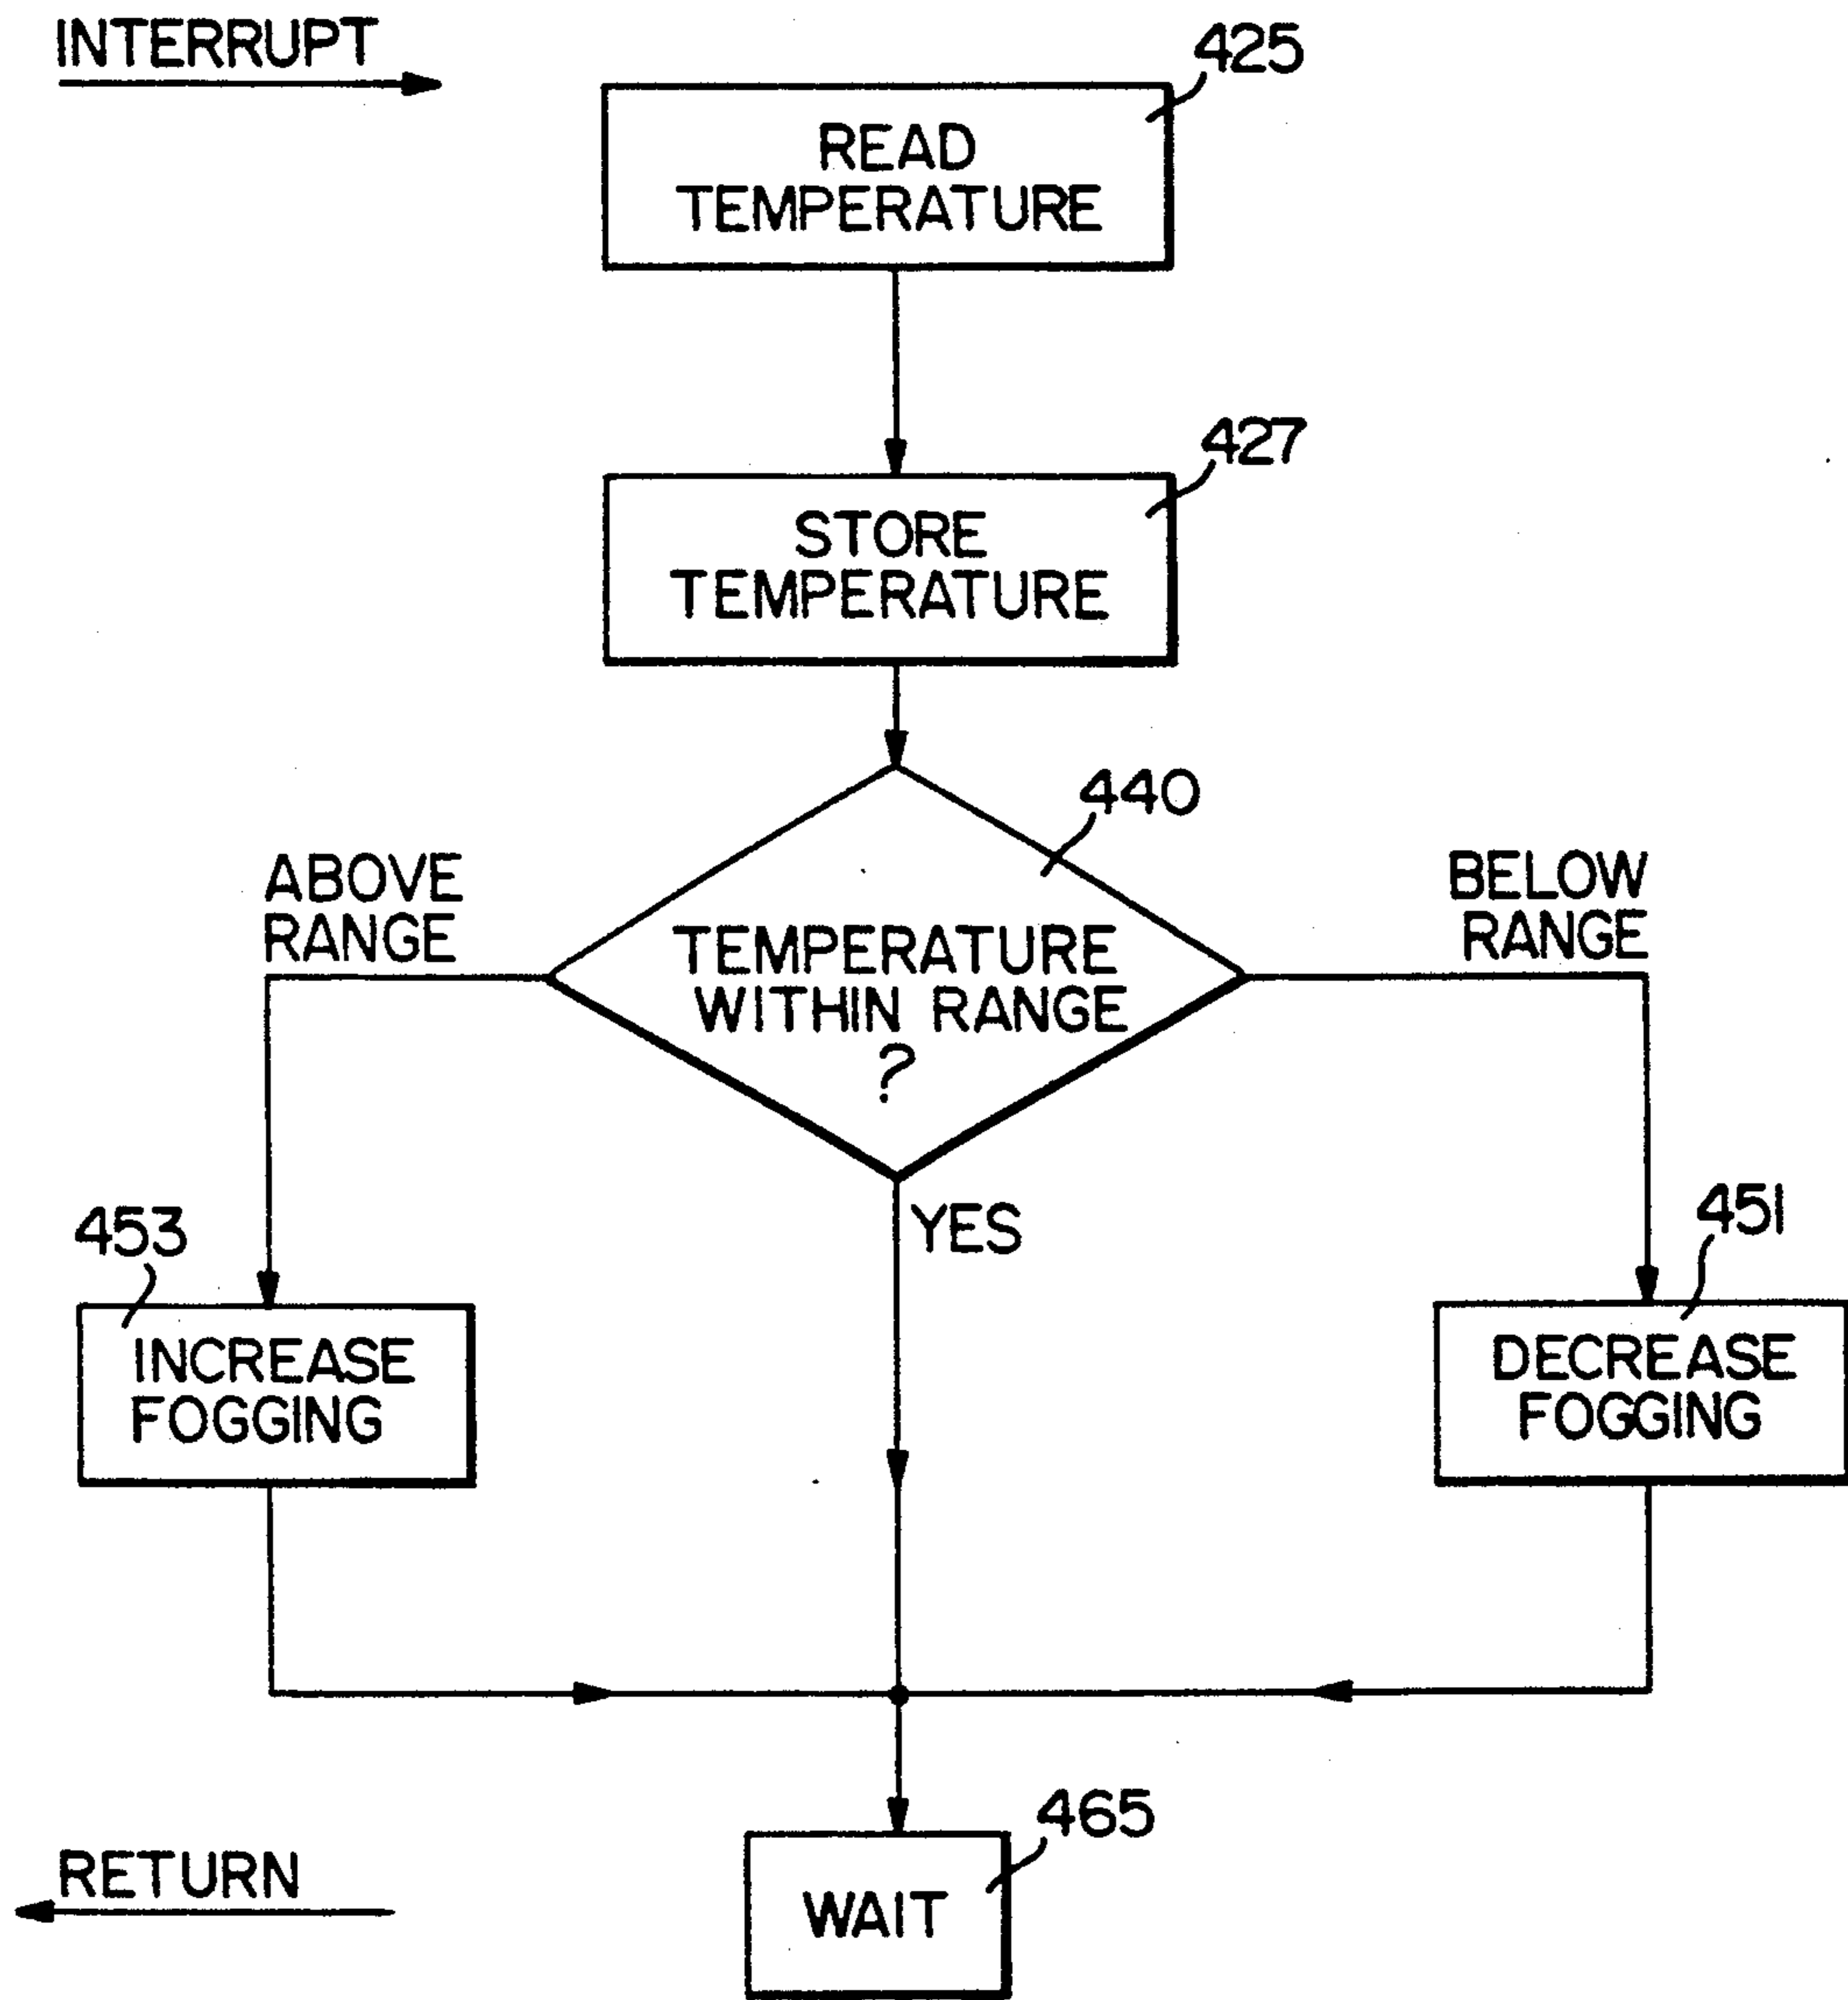 INTERRUPT
425
READ
TEMPERATURE
427
STORE
TEMPERATURE
440
ABOVE
RANGE
BELOW
RANGE
TEMPERATURE
WITHIN RANGE
?
YES
453
451
INCREASE
FOGGING
DECREASE
FOGGING
465
RETURN
WAIT